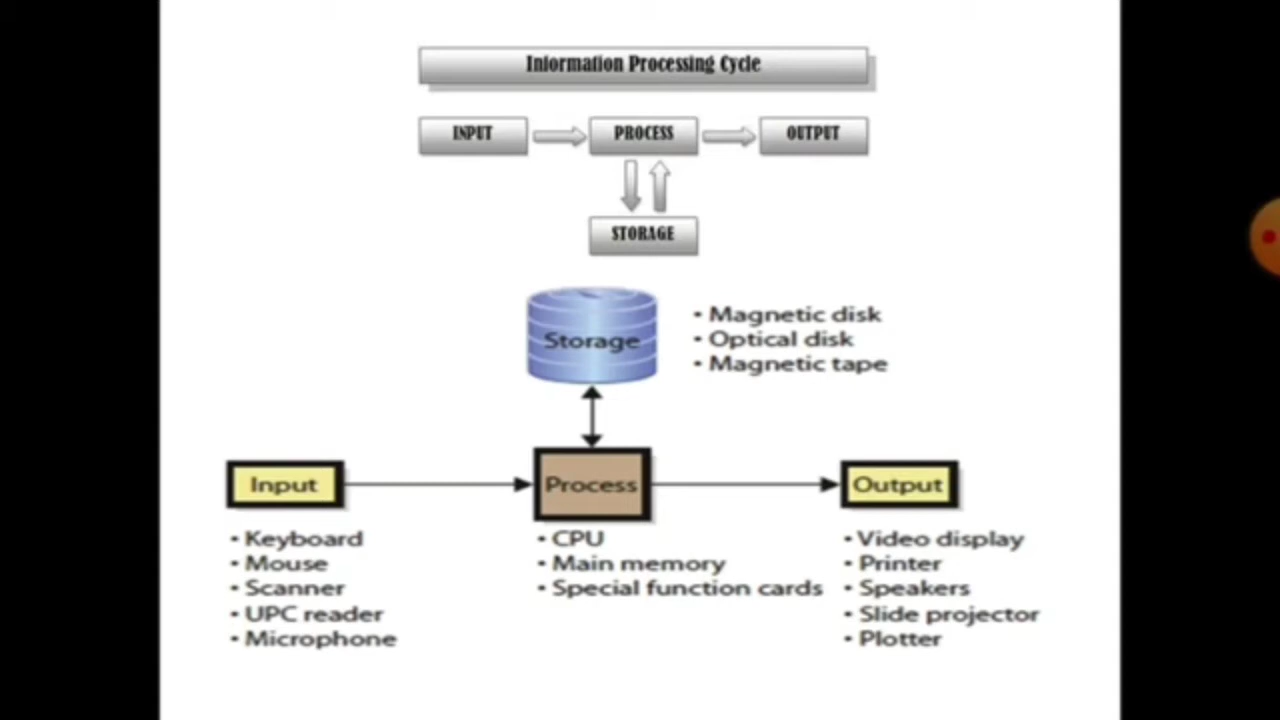 Information Processing Cycle
INPUT
PROCESS
OUTPUT
STORAGE
Storage
• Magnetic disk
• Optical disk
• Magnetic tape
Input
• Keyboard
• Mouse
• Scanner
• UPC reader
• Microphone
Process
• CPU
• Main memory
• Special function cards
Output
• Video display
• Printer
• Speakers
• Slide projector
• Plotter